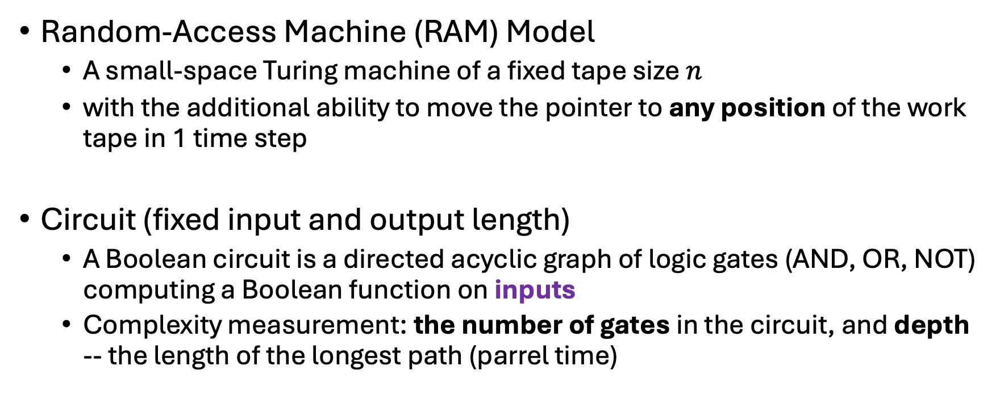 • Random-Access Machine (RAM) Model
• A small-space Turing machine of a fixed tape size n
• with the additional ability to move the pointer to any position of the work
tape in 1 time step
• Circuit (fixed input and output length)
• A Boolean circuit is a directed acyclic graph of logic gates (AND, OR, NOT)
computing a Boolean function on inputs
• Complexity measurement: the number of gates in the circuit, and depth
-- the length of the longest path (parrel time)